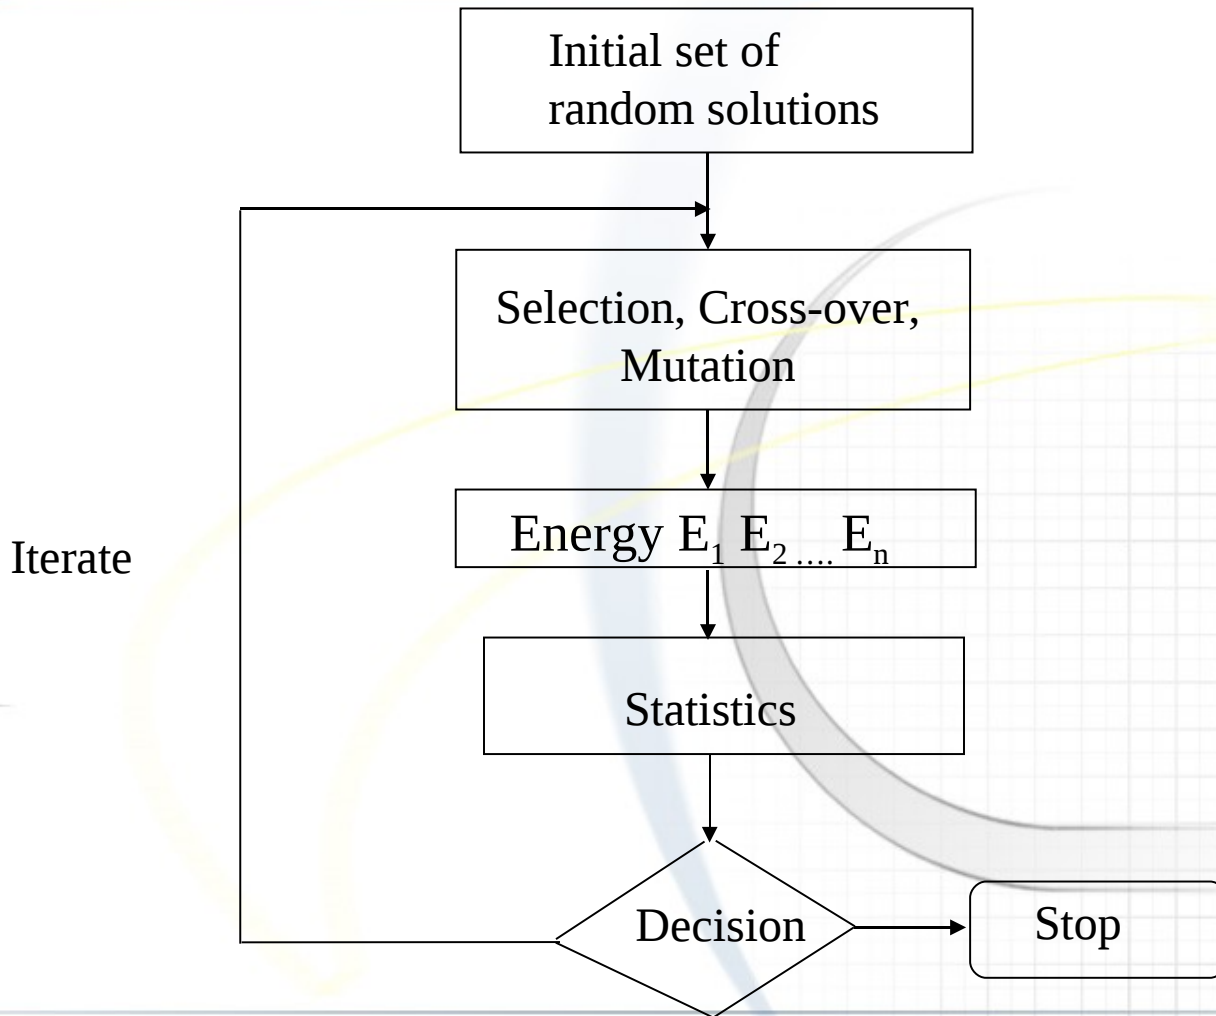 Initial set of
random solutions
Selection, Cross-over,
Mutation
Energy E₁ E₂ .... Eₙ
Iterate
Statistics
Decision
Stop